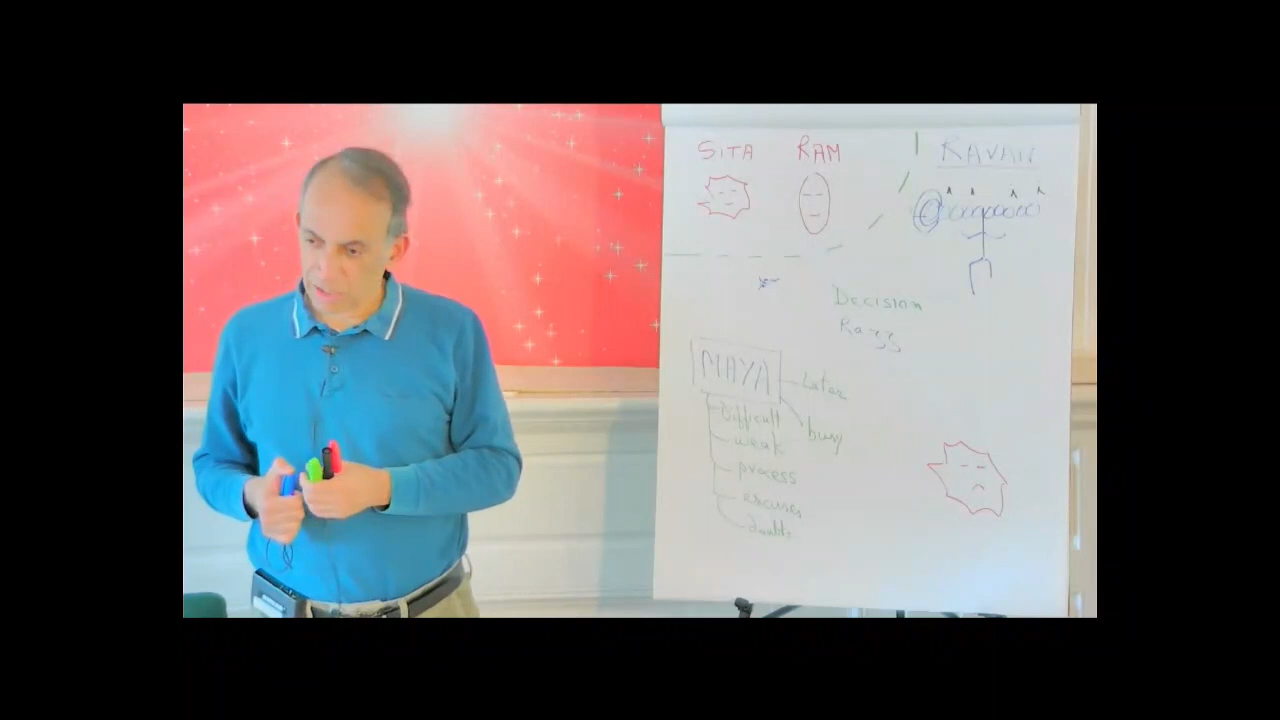 SITA RAM RAVAN
Decision
MAYA
Later
Difficult
busy
weak
process
excuses
doubts